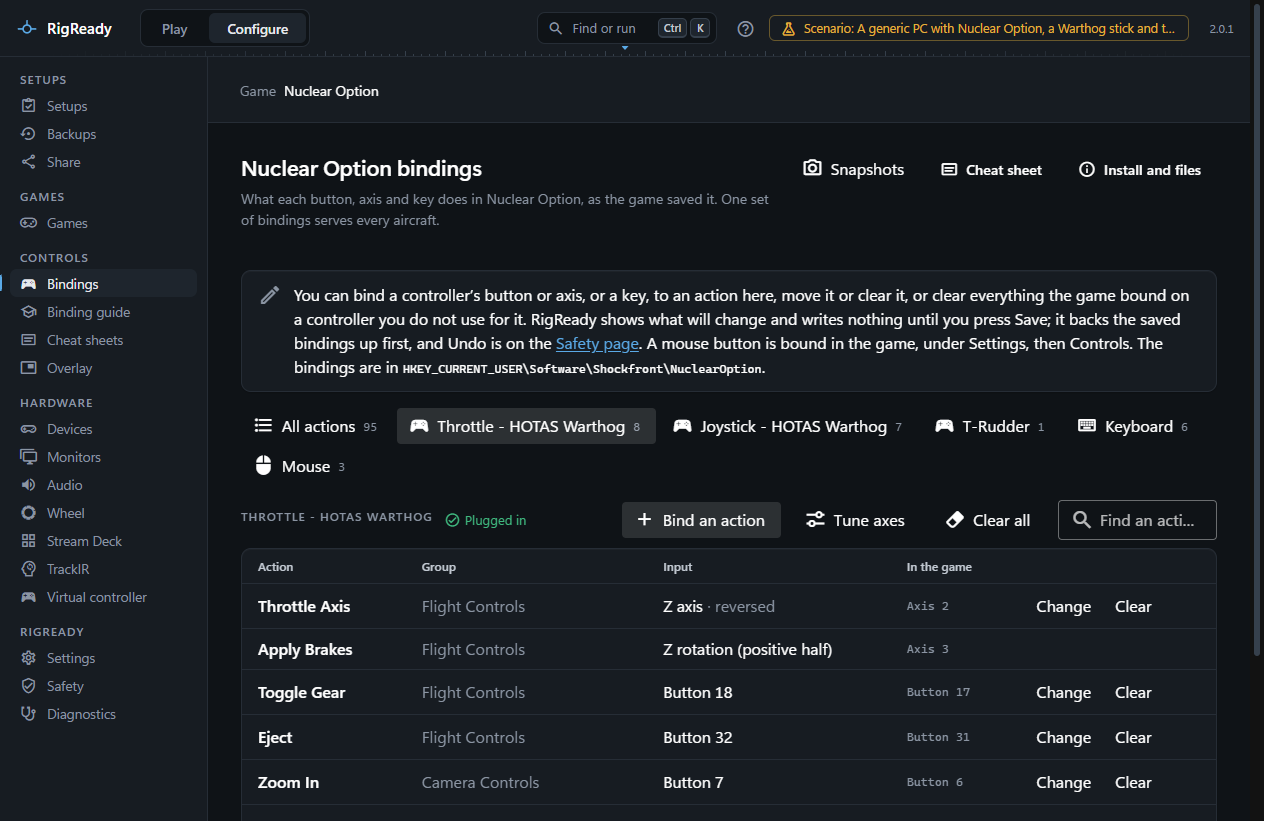 RigReady
Play
Configure
Find or run
Ctrl
K
Scenario: A generic PC with Nuclear Option, a Warthog stick and t...
2.0.1
SETUPS
Setups
Backups
Share
GAMES
Games
CONTROLS
Bindings
Binding guide
Cheat sheets
Overlay
HARDWARE
Devices
Monitors
Audio
Wheel
Stream Deck
TrackIR
Virtual controller
RIGREADY
Settings
Safety
Diagnostics
Game Nuclear Option
Nuclear Option bindings
What each button, axis and key does in Nuclear Option, as the game saved it. One set
of bindings serves every aircraft.
Snapshots
Cheat sheet
Install and files
You can bind a controller’s button or axis, or a key, to an action here, move it or clear it, or clear everything the game bound on
a controller you do not use for it. RigReady shows what will change and writes nothing until you press Save; it backs the saved
bindings up first, and Undo is on the Safety page. A mouse button is bound in the game, under Settings, then Controls. The
bindings are in HKEY_CURRENT_USER\Software\Shockfront\NuclearOption.
All actions 95
Throttle - HOTAS Warthog 8
Joystick - HOTAS Warthog 7
T-Rudder 1
Keyboard 6
Mouse 3
THROTTLE - HOTAS WARTHOG
Plugged in
Bind an action
Tune axes
Clear all
Find an acti...
Action Group Input In the game
Throttle Axis Flight Controls Z axis · reversed Axis 2 Change Clear
Apply Brakes Flight Controls Z rotation (positive half) Axis 3
Toggle Gear Flight Controls Button 18 Button 17 Change Clear
Eject Flight Controls Button 32 Button 31 Change Clear
Zoom In Camera Controls Button 7 Button 6 Change Clear